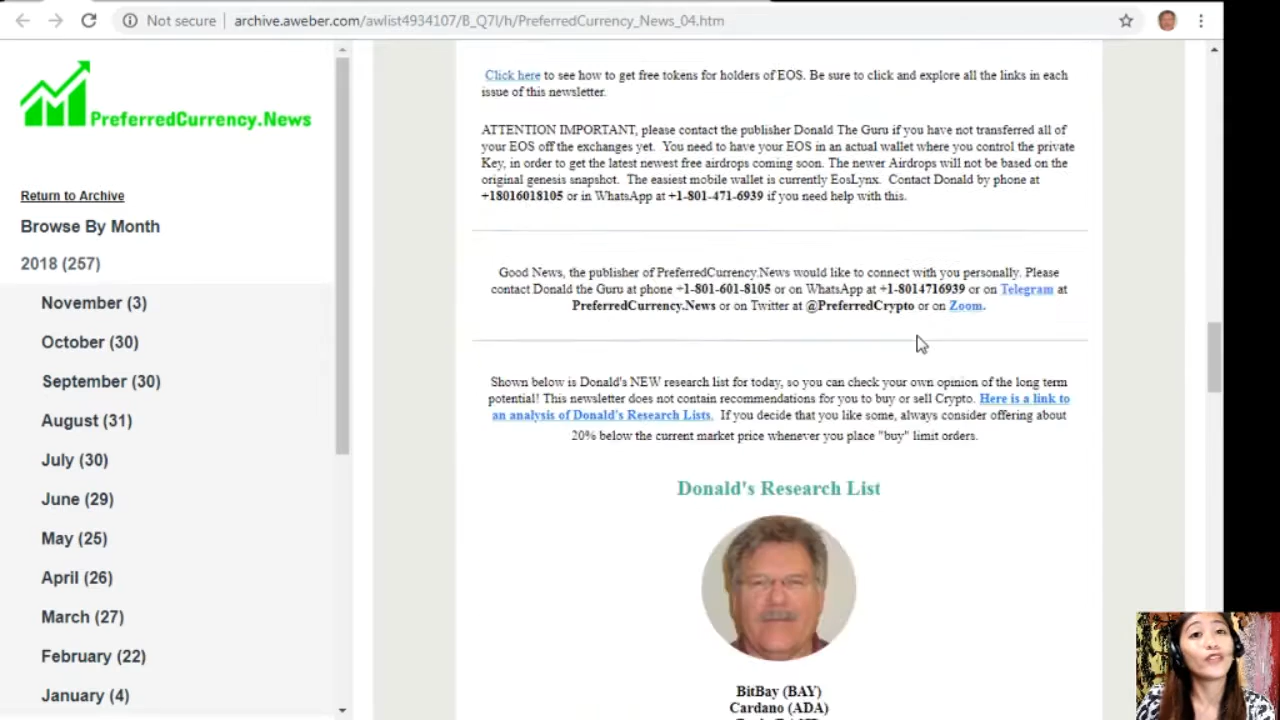 Not secure
archive.aweber.com/awlist4934107/B_Q7l/h/PreferredCurrency_News_04.htm
PreferredCurrency.News
Return to Archive
Browse By Month
2018 (257)
November (3)
October (30)
September (30)
August (31)
July (30)
June (29)
May (25)
April (26)
March (27)
February (22)
January (4)
Click here to see how to get free tokens for holders of EOS. Be sure to click and explore all the links in each
issue of this newsletter.
ATTENTION IMPORTANT, please contact the publisher Donald The Guru if you have not transferred all of
your EOS off the exchanges yet. You need to have your EOS in an actual wallet where you control the private
Key, in order to get the latest newest free airdrops coming soon. The newer Airdrops will not be based on the
original genesis snapshot. The easiest mobile wallet is currently EosLynx. Contact Donald by phone at
+18016018105 or in WhatsApp at +1-801-471-6939 if you need help with this.
Good News, the publisher of PreferredCurrency.News would like to connect with you personally. Please
contact Donald the Guru at phone +1-801-601-8105 or on WhatsApp at +1-8014716939 or on Telegram at
PreferredCurrency.News or on Twitter at @PreferredCrypto or on Zoom.
Shown below is Donald's NEW research list for today, so you can check your own opinion of the long term
potential! This newsletter does not contain recommendations for you to buy or sell Crypto. Here is a link to
an analysis of Donald's Research Lists. If you decide that you like some, always consider offering about
20% below the current market price whenever you place "buy" limit orders.
Donald's Research List
BitBay (BAY)
Cardano (ADA)